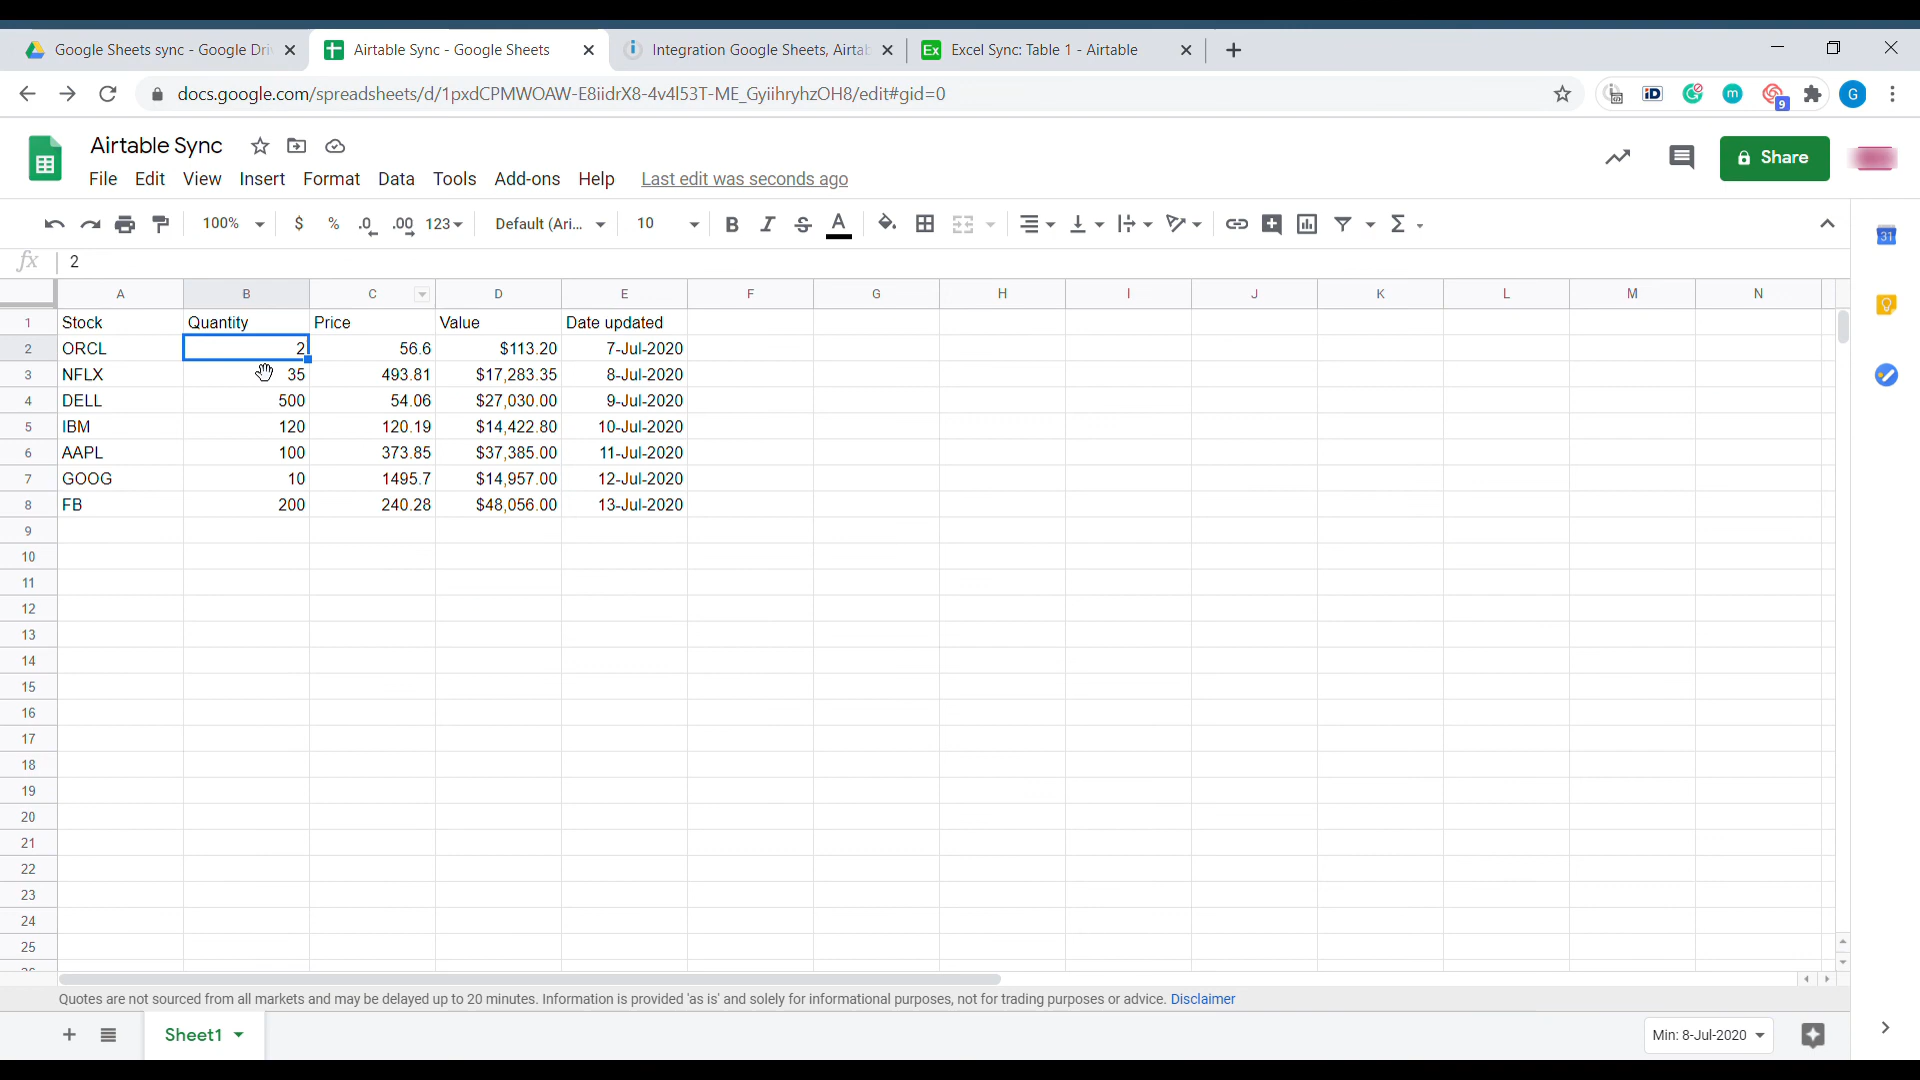 Google Sheets sync - Google Dri Airtable Sync - Google Sheets Integration Google Sheets, Airtab Ex Excel Sync: Table 1 - Airtable
docs.google.com/spreadsheets/d/1pxdCPMWOAW-E8iidrX8-4v4l53T-ME_GyiihryhzOH8/edit#gid=0 iD m 9 G
Airtable Sync Share
File Edit View Insert Format Data Tools Add-ons Help Last edit was seconds ago
100% $ % .0 .00 123 Default (Ari... 10 B I S A Σ 31
fx 2
A B C D E F G H I J K L M N
1 Stock Quantity Price Value Date updated
2 ORCL 2 56.6 $113.20 7-Jul-2020
3 NFLX 35 493.81 $17,283.35 8-Jul-2020
4 DELL 500 54.06 $27,030.00 9-Jul-2020
5 IBM 120 120.19 $14,422.80 10-Jul-2020
6 AAPL 100 373.85 $37,385.00 11-Jul-2020
7 GOOG 10 1495.7 $14,957.00 12-Jul-2020
8 FB 200 240.28 $48,056.00 13-Jul-2020
9
10
11
12
13
14
15
16
17
18
19
20
21
22
23
24
25
Quotes are not sourced from all markets and may be delayed up to 20 minutes. Information is provided 'as is' and solely for informational purposes, not for trading purposes or advice. Disclaimer
Sheet1 Min: 8-Jul-2020